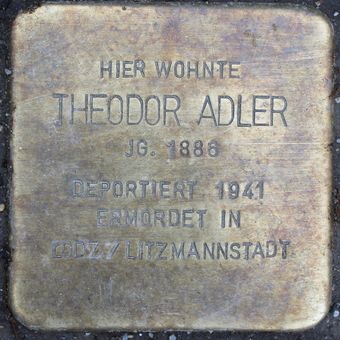 HIER WOHNTE
THEODOR ADLER
JG. 1886
DEPORTIERT 1941
ERMORDET IN
LODZ / LITZMANNSTADT